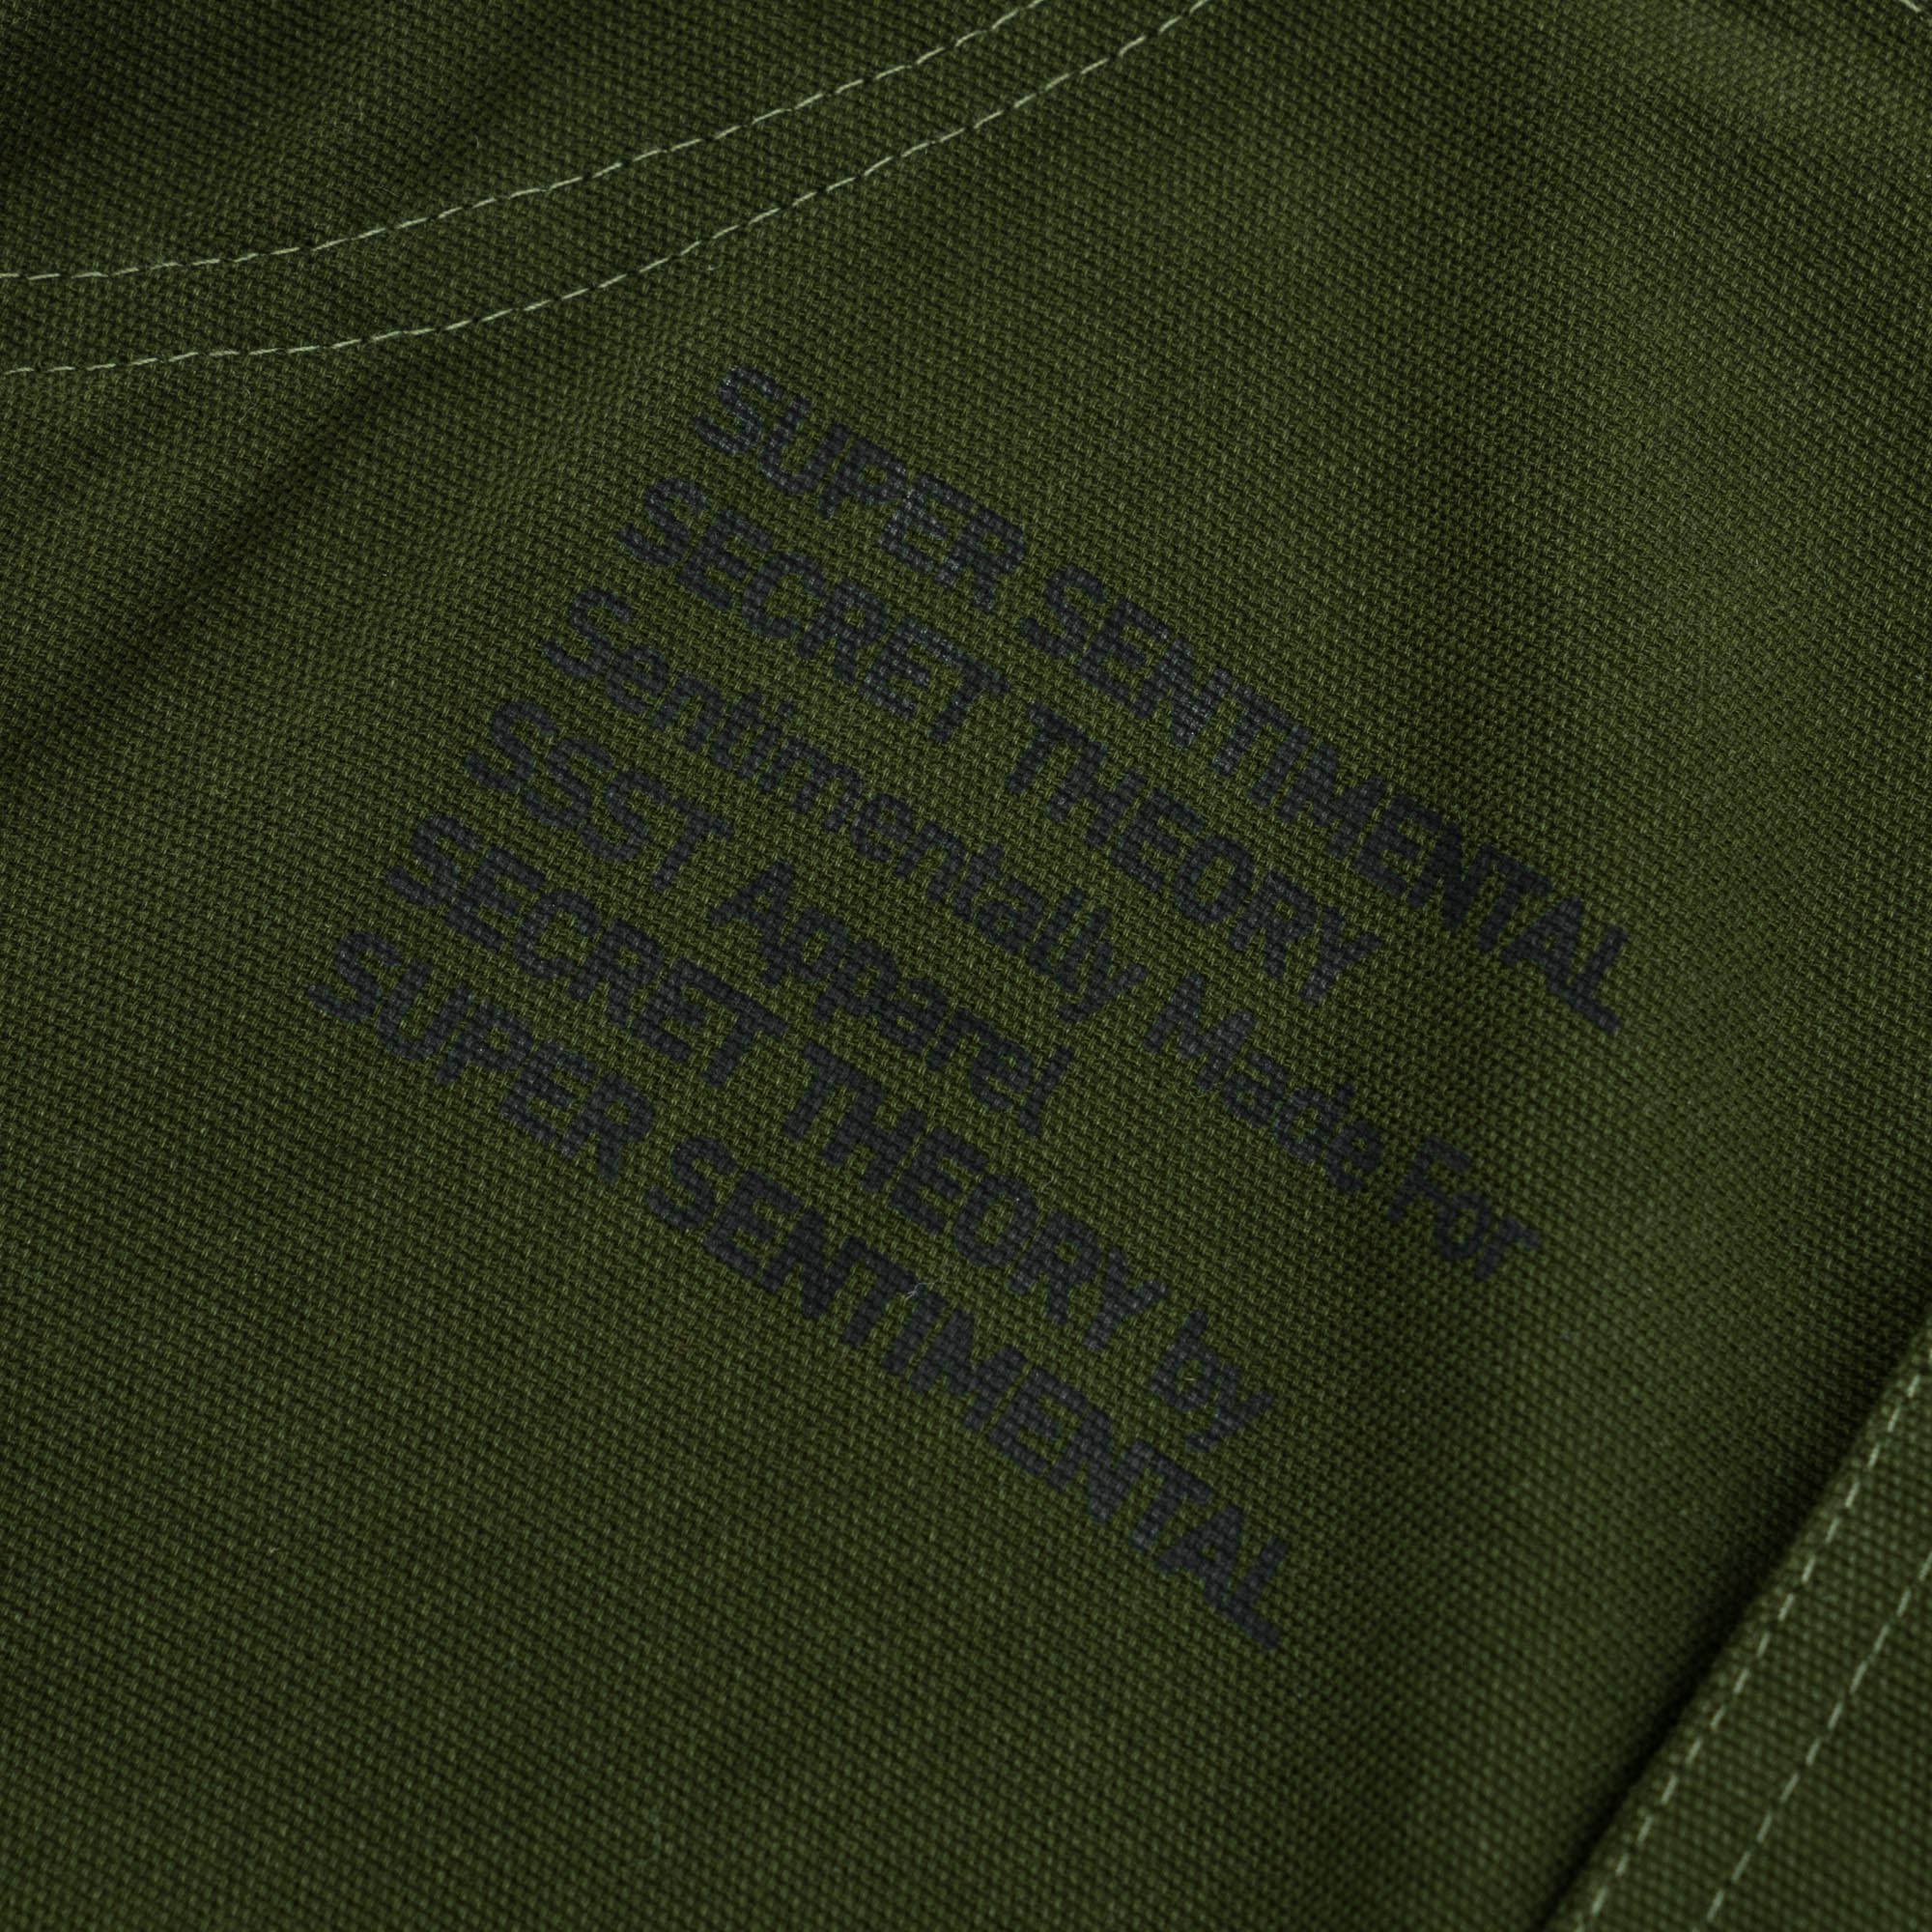 SUPER SENTIMENTAL
SECRET THEORY
Sentimentally Made For
SSST Apparel
SECRET THEORY by
SUPER SENTIMENTAL